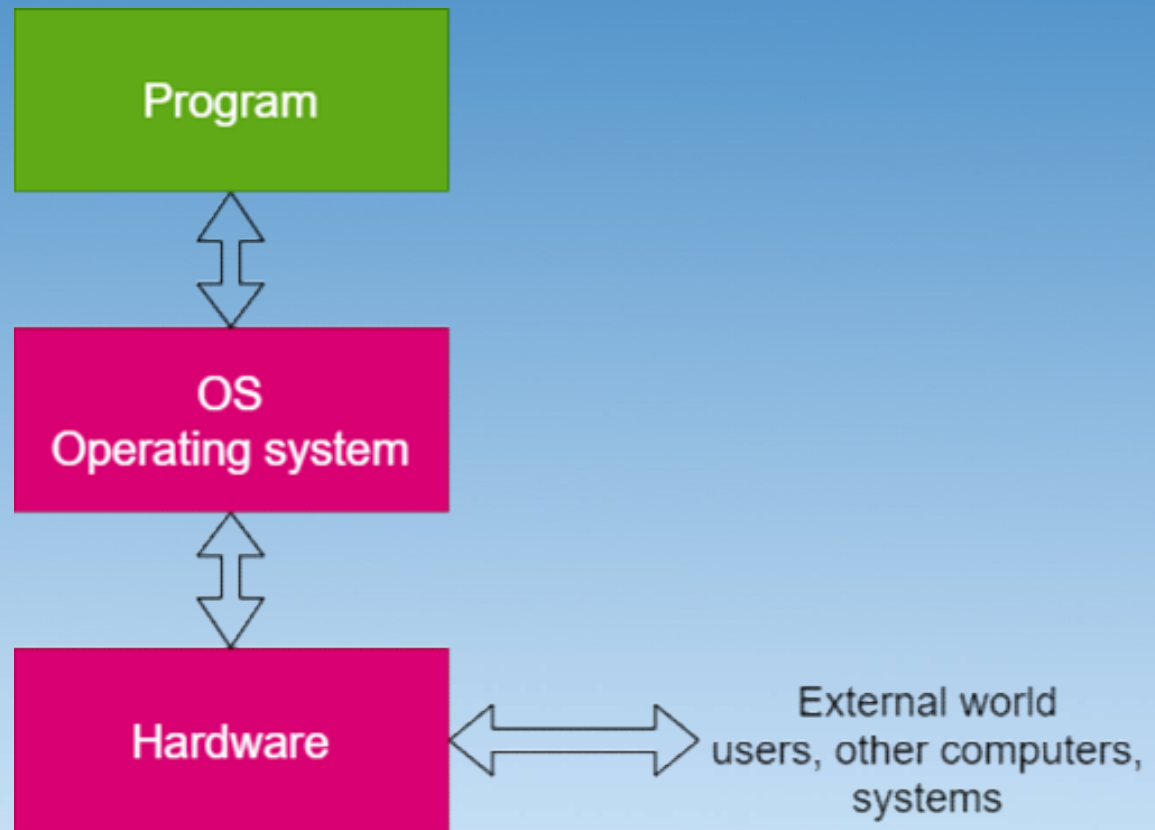 Program
OS
Operating system
Hardware
External world
users, other computers,
systems